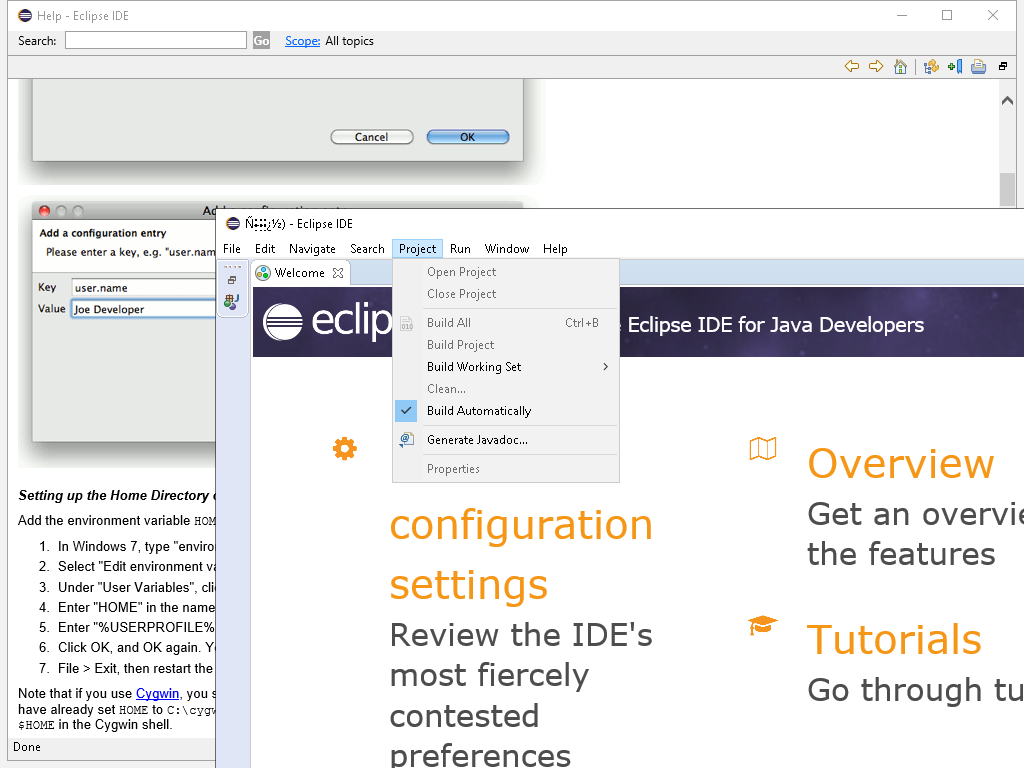 Help - Eclipse IDE
Search:
Go
Scope: All topics
Cancel
OK
Add a configuration entry
Please enter a key, e.g. "user.nam
Key
user.name
Value
Joe Developer
Setting up the Home Directory
Add the environment variable HOM
1. In Windows 7, type "enviro
2. Select "Edit environment va
3. Under "User Variables", cli
4. Enter "HOME" in the name
5. Enter "%USERPROFILE%
6. Click OK, and OK again. Y
7. File > Exit, then restart the
Note that if you use Cygwin, you s
have already set HOME to C:\cygw
$HOME in the Cygwin shell.
Done
- Eclipse IDE
File Edit Navigate Search Project Run Window Help
Welcome
eclip
Eclipse IDE for Java Developers
Open Project
Close Project
Build All Ctrl+B
Build Project
Build Working Set
Clean...
Build Automatically
Generate Javadoc...
Properties
configuration
settings
Review the IDE's
most fiercely
contested
preferences
Overview
Get an overvie
the features
Tutorials
Go through tu